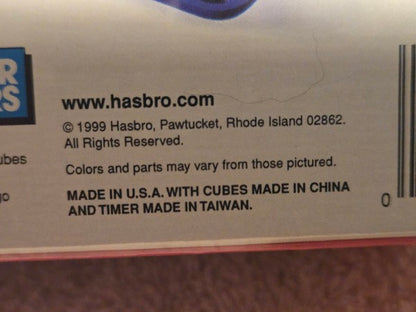 www.hasbro.com
© 1999 Hasbro, Pawtucket, Rhode Island 02862.
All Rights Reserved.
Colors and parts may vary from those pictured.
MADE IN U.S.A. WITH CUBES MADE IN CHINA
AND TIMER MADE IN TAIWAN.
0